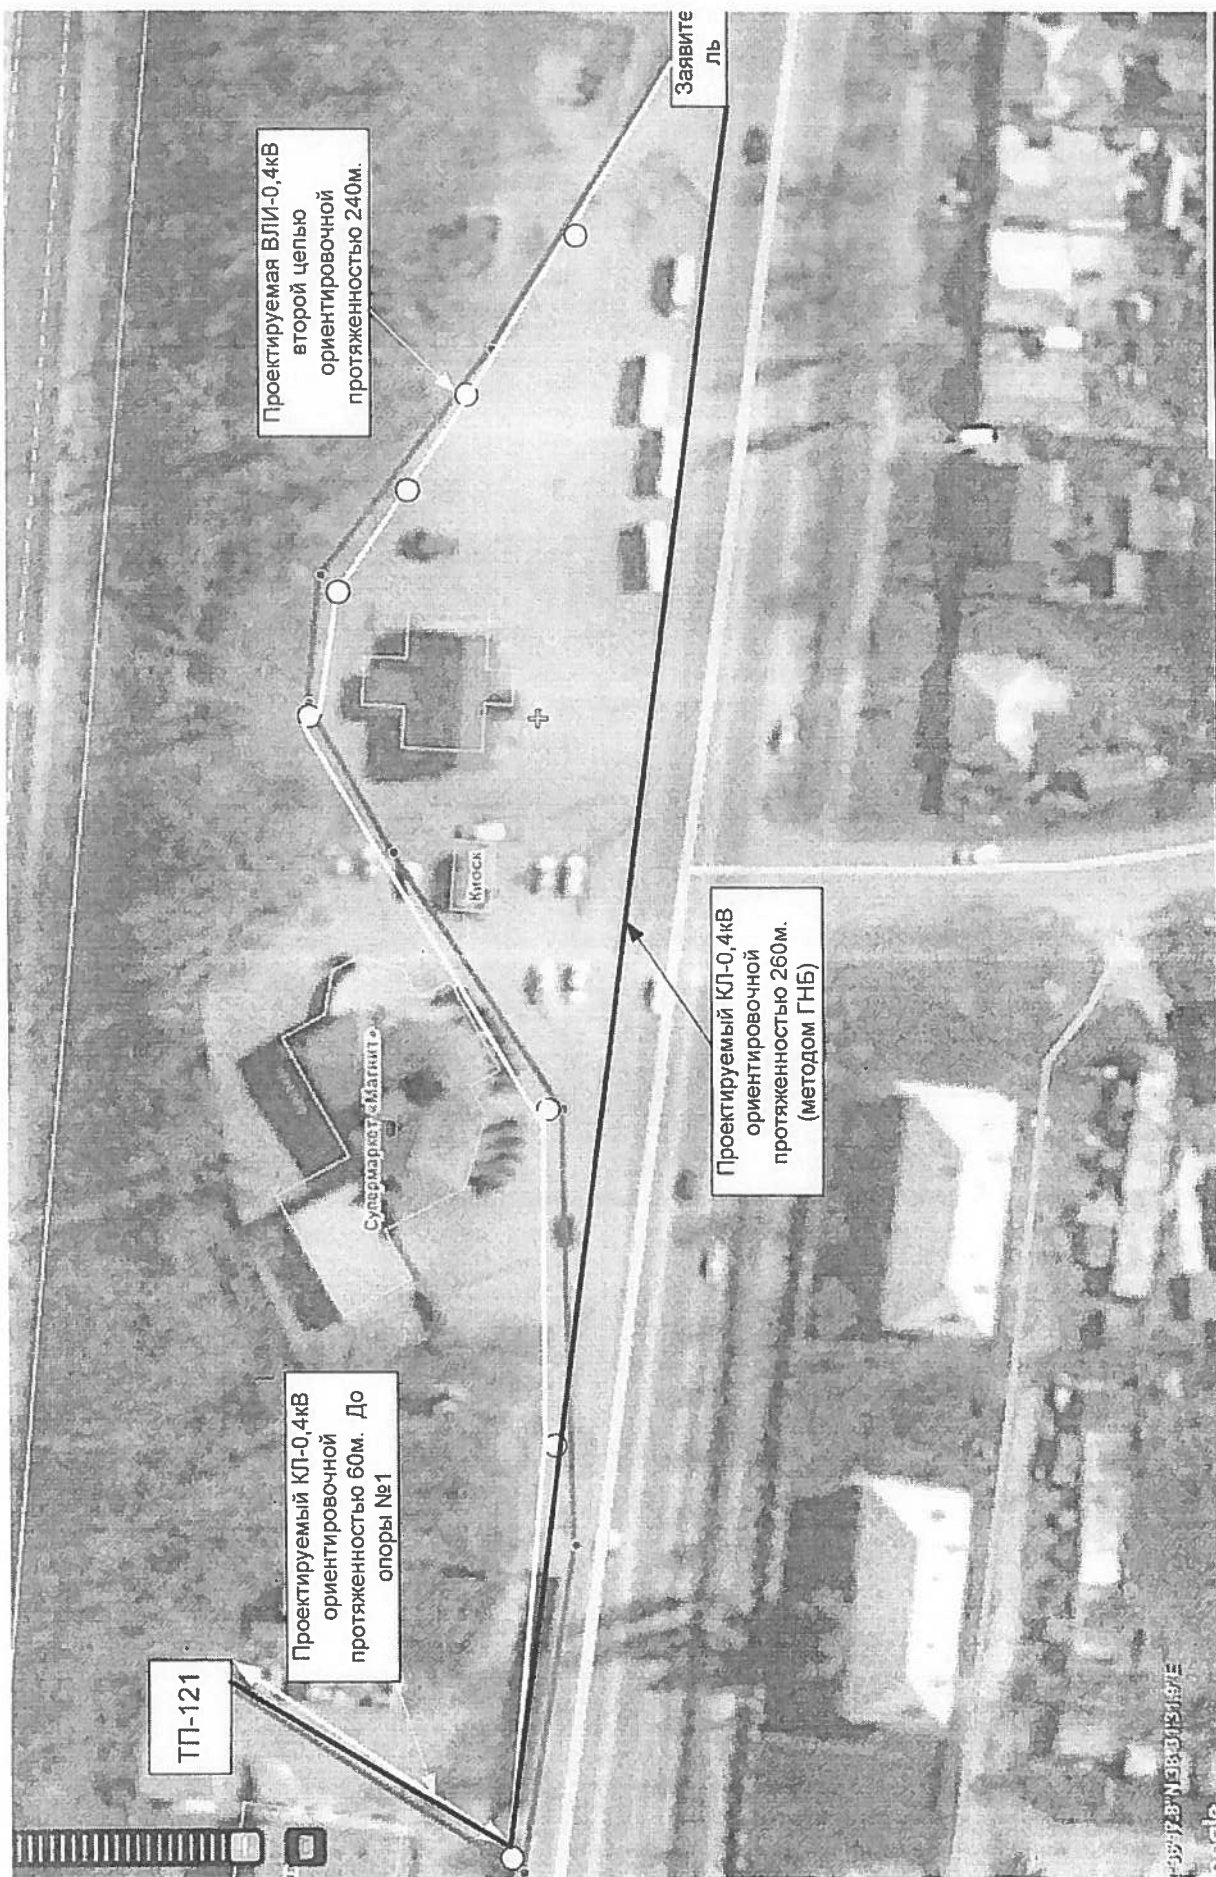 ТП-121
Проектируемый КЛ-0,4кВ
ориентировочной
протяженностью 60м. До
опоры №1
Супермаркет «Магнит»
Киоск
Проектируемая ВЛИ-0,4кВ
второй цепью
ориентировочной
протяженностью 240м.
Заявите
ль
Проектируемый КЛ-0,4кВ
ориентировочной
протяженностью 260м.
(методом ГНБ)